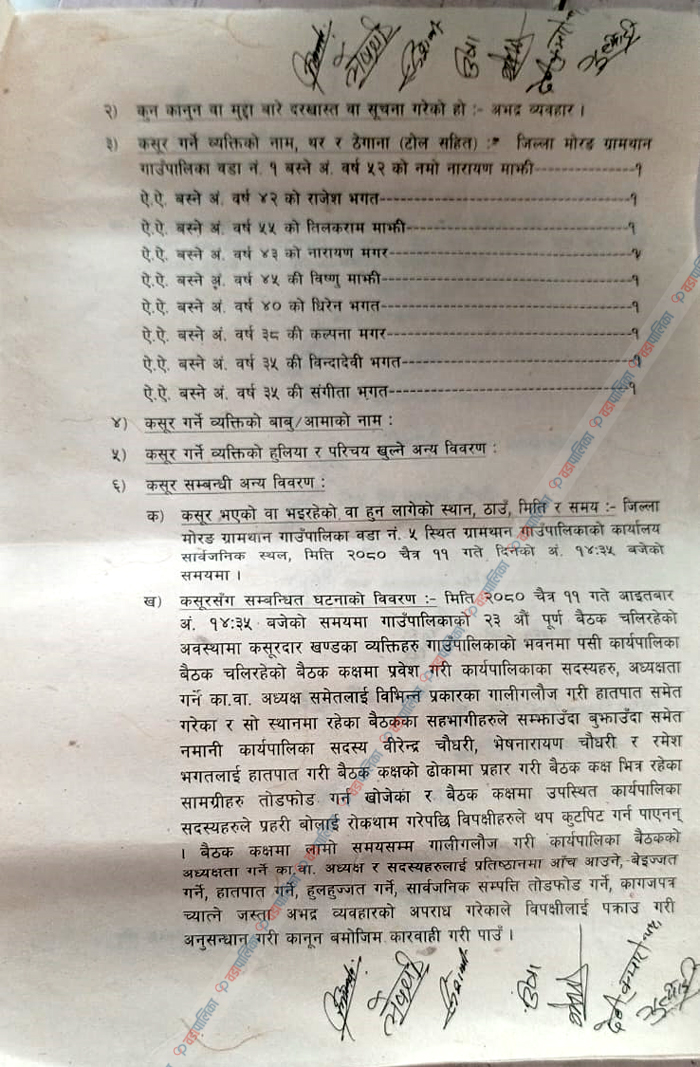 २) कुन कानुन वा मुद्दा बारे दरखास्त वा सूचना गरेको हो :- अभद्र व्यवहार ।
३) कसूर गर्ने व्यक्तिको नाम, थर र ठेगाना (टोल सहित) :- जिल्ला मोरङ ग्रामथान
गाउँपालिका वडा नं. १ बस्ने अं. वर्ष ५२ को नमो नारायण माझी------------------१
ऐ.ऐ. बस्ने अं. वर्ष ४२ को राजेश भगत------------------१
ऐ.ऐ. बस्ने अं. वर्ष ५५ को तिलकराम माझी------------------१
ऐ.ऐ. बस्ने अं. वर्ष ४३ को नारायण मगर------------------१
ऐ.ऐ. बस्ने अं. वर्ष ४५ की विष्णु माझी------------------१
ऐ.ऐ. बस्ने अं. वर्ष ४० को धिरेन भगत------------------१
ऐ.ऐ. बस्ने अं. वर्ष ३८ की कल्पना मगर------------------१
ऐ.ऐ. बस्ने अं. वर्ष ३५ की विन्दादेवी भगत------------------१
ऐ.ऐ. बस्ने अं. वर्ष ३५ की संगीता भगत------------------१
४) कसूर गर्ने व्यक्तिको बाबु/आमाको नाम :
५) कसूर गर्ने व्यक्तिको हुलिया र परिचय खुल्ने अन्य विवरण :
६) कसूर सम्बन्धी अन्य विवरण :
क) कसूर भएको वा भइरहेको वा हुन लागेको स्थान, ठाउँ, मिति र समय :- जिल्ला
मोरङ ग्रामथान गाउँपालिका वडा नं. ५ स्थित ग्रामथान गाउँपालिकाको कार्यालय
सार्वजनिक स्थल, मिति २०८० चैत्र ११ गते दिनको अं. १४:३५ बजेको
समयमा ।
ख) कसूरसँग सम्बन्धित घटनाको विवरण :- मिति २०८० चैत्र ११ गते आइतबार
अं. १४:३५ बजेको समयमा गाउँपालिकाको २३ औं पूर्ण बैठक चलिरहेको
अवस्थामा कसूरदार खण्डका व्यक्तिहरु गाउँपालिकाको भवनमा पसी कार्यपालिका
बैठक चलिरहेको बैठक कक्षमा प्रवेश गरी कार्यपालिकाका सदस्यहरु, अध्यक्षता
गर्ने का.वा. अध्यक्ष समेतलाई विभिन्न प्रकारका गालीगलौज गरी हातपात समेत
गरेका र सो स्थानमा रहेका बैठकका सहभागीहरुले सम्झाउँदा बुझाउँदा समेत
नमानी कार्यपालिका सदस्य वीरेन्द्र चौधरी, भेषनारायण चौधरी र रमेश
भगतलाई हातपात गरी बैठक कक्षको ढोकामा प्रहार गरी बैठक कक्ष भित्र रहेका
सामग्रीहरु तोडफोड गर्न खोजेका र बैठक कक्षमा उपस्थित कार्यपालिका
सदस्यहरुले प्रहरी बोलाई रोकथाम गरेपछि विपक्षीहरुले थप कुटपिट गर्न पाएनन्
। बैठक कक्षमा लामो समयसम्म गालीगलौज गरी कार्यपालिका बैठकको
अध्यक्षता गर्ने का.वा. अध्यक्ष र सदस्यहरुलाई प्रतिष्ठानमा आँच आउने, बेइज्जत
गर्ने, हातपात गर्ने, हुलहुज्जत गर्ने, सार्वजनिक सम्पत्ति तोडफोड गर्ने, कागजपत्र
च्यात्ने जस्ता अभद्र व्यवहारको अपराध गरेकाले विपक्षीलाई पक्राउ गरी
अनुसन्धान गरी कानून बमोजिम कारवाही गरी पाउँ ।
वडापालिका
वडापालिका
वडापालिका
वडापालिका
वडापालिका
वडापालिका
वडापालिका